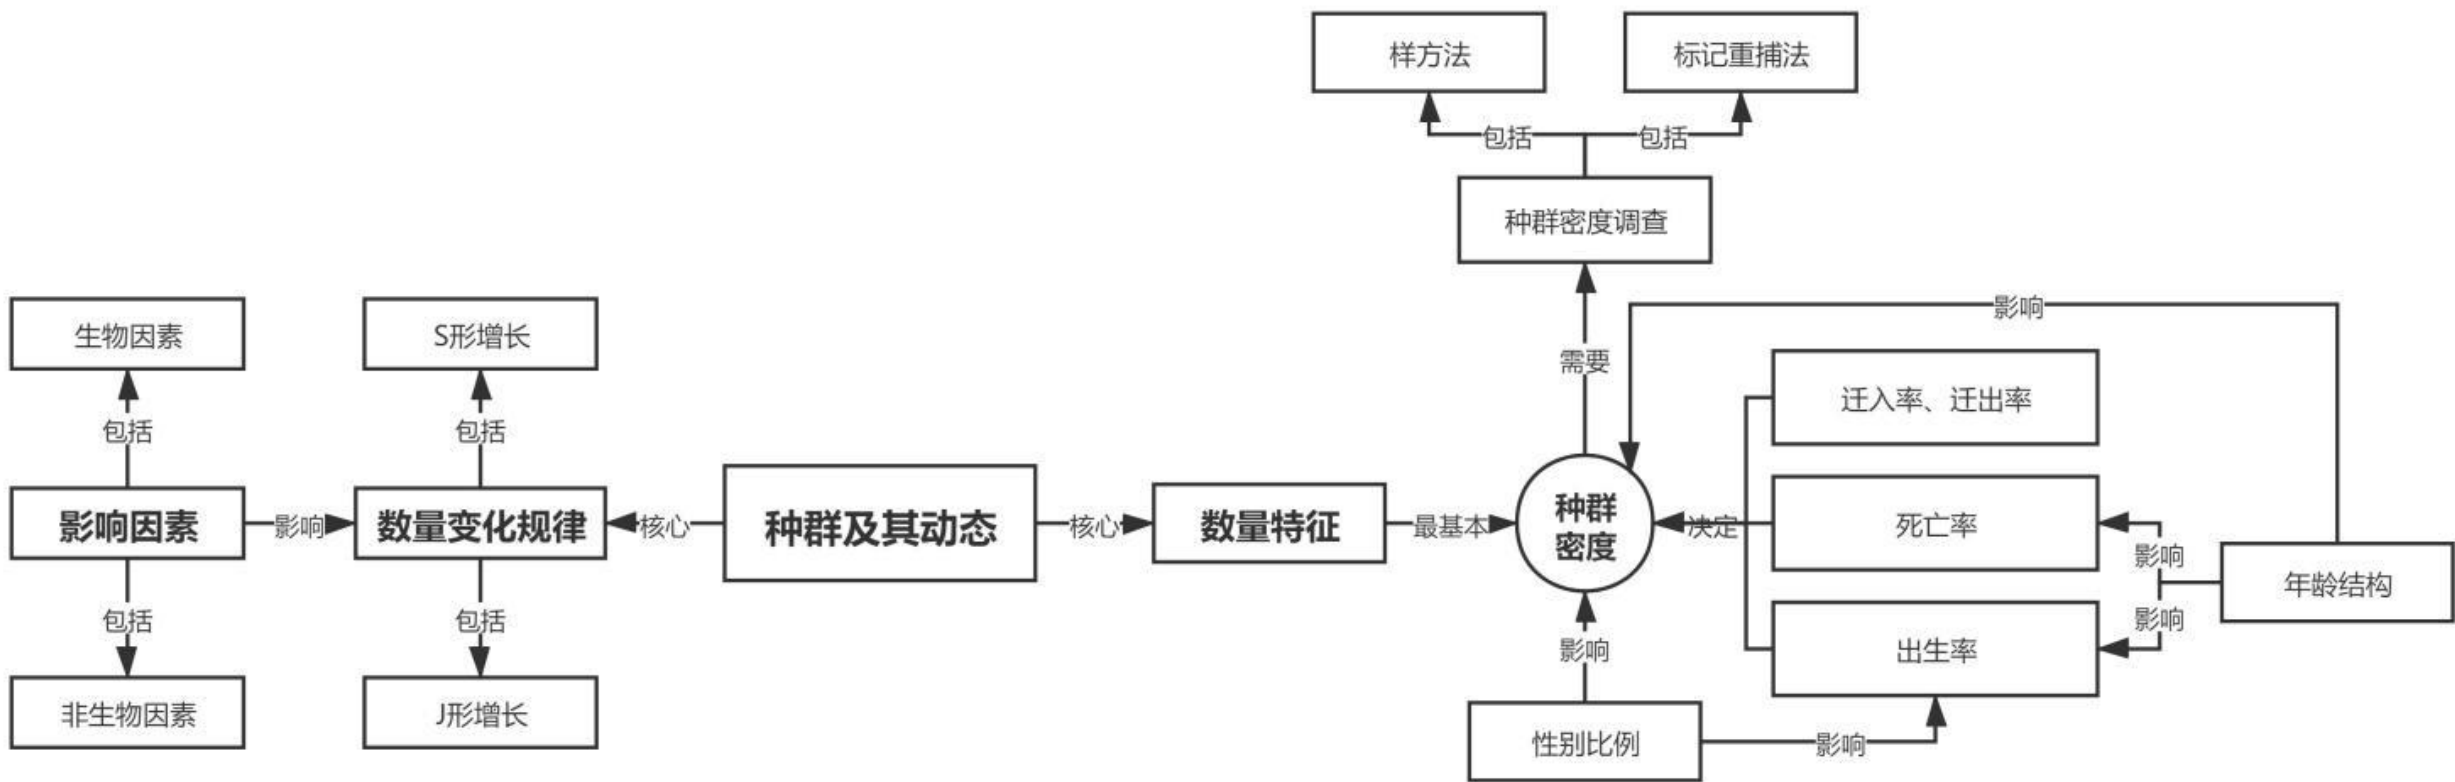 样方法
标记重捕法
包括
包括
种群密度调查
生物因素
S形增长
影响
需要
迁入率、迁出率
包括
包括
影响因素
影响
数量变化规律
核心
种群及其动态
核心
数量特征
最基本
种群
密度
决定
死亡率
影响
年龄结构
影响
包括
包括
影响
出生率
非生物因素
J形增长
性别比例
影响